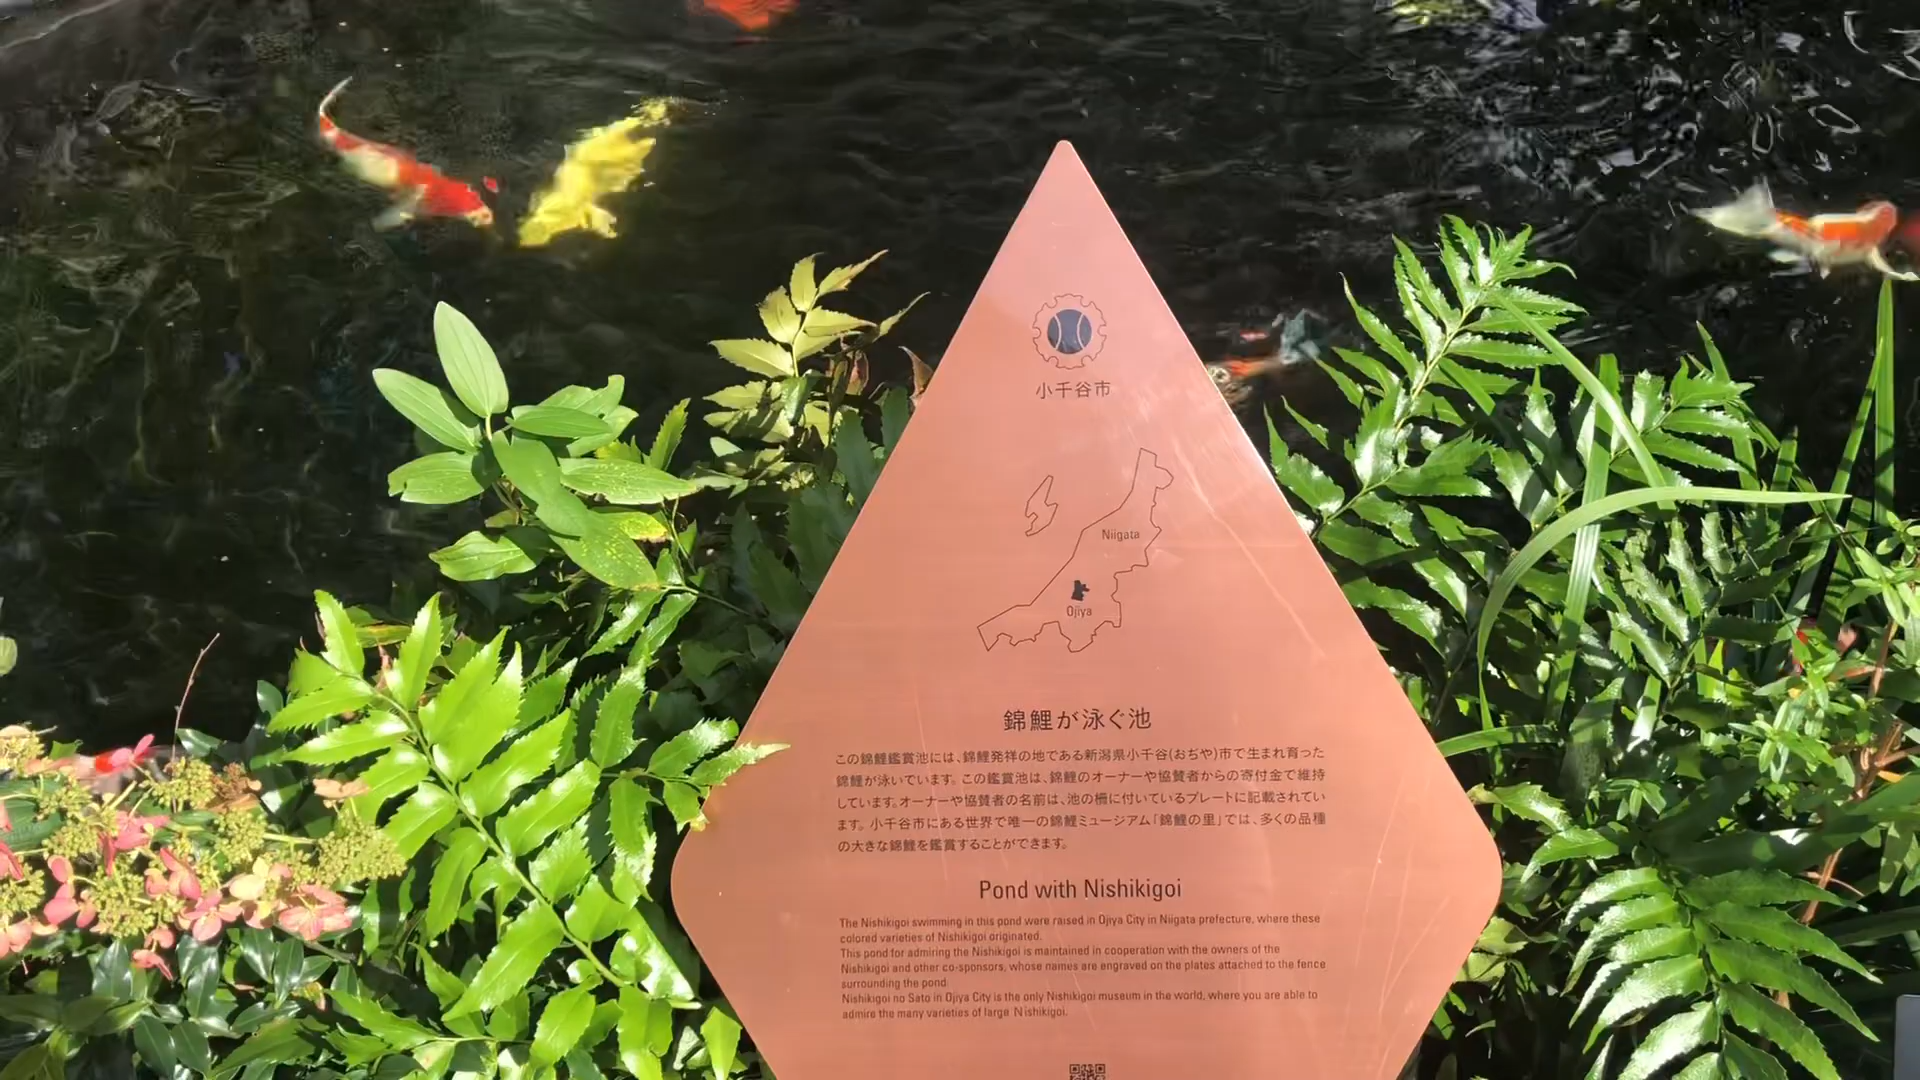 小千谷市
Niigata
Ojiya
錦鯉が泳ぐ池
この錦鯉鑑賞池には、錦鯉発祥の地である新潟県小千谷(おぢや)市で生まれ育った
錦鯉が泳いでいます。この鑑賞池は、錦鯉のオーナーや協賛者からの寄付金で維持
しています。オーナーや協賛者の名前は、池の柵に付いているプレートに記載されてい
ます。小千谷市にある世界で唯一の錦鯉ミュージアム「錦鯉の里」では、多くの品種
の大きな錦鯉を鑑賞することができます。
Pond with Nishikigoi
The Nishikigoi swimming in this pond were raised in Ojiya City in Niigata prefecture, where these
colored varieties of Nishikigoi originated.
This pond for admiring the Nishikigoi is maintained in cooperation with the owners of the
Nishikigoi and other co-sponsors, whose names are engraved on the plates attached to the fence
surrounding the pond.
Nishikigoi no Sato in Ojiya City is the only Nishikigoi museum in the world, where you are able to
admire the many varieties of large Nishikigoi.